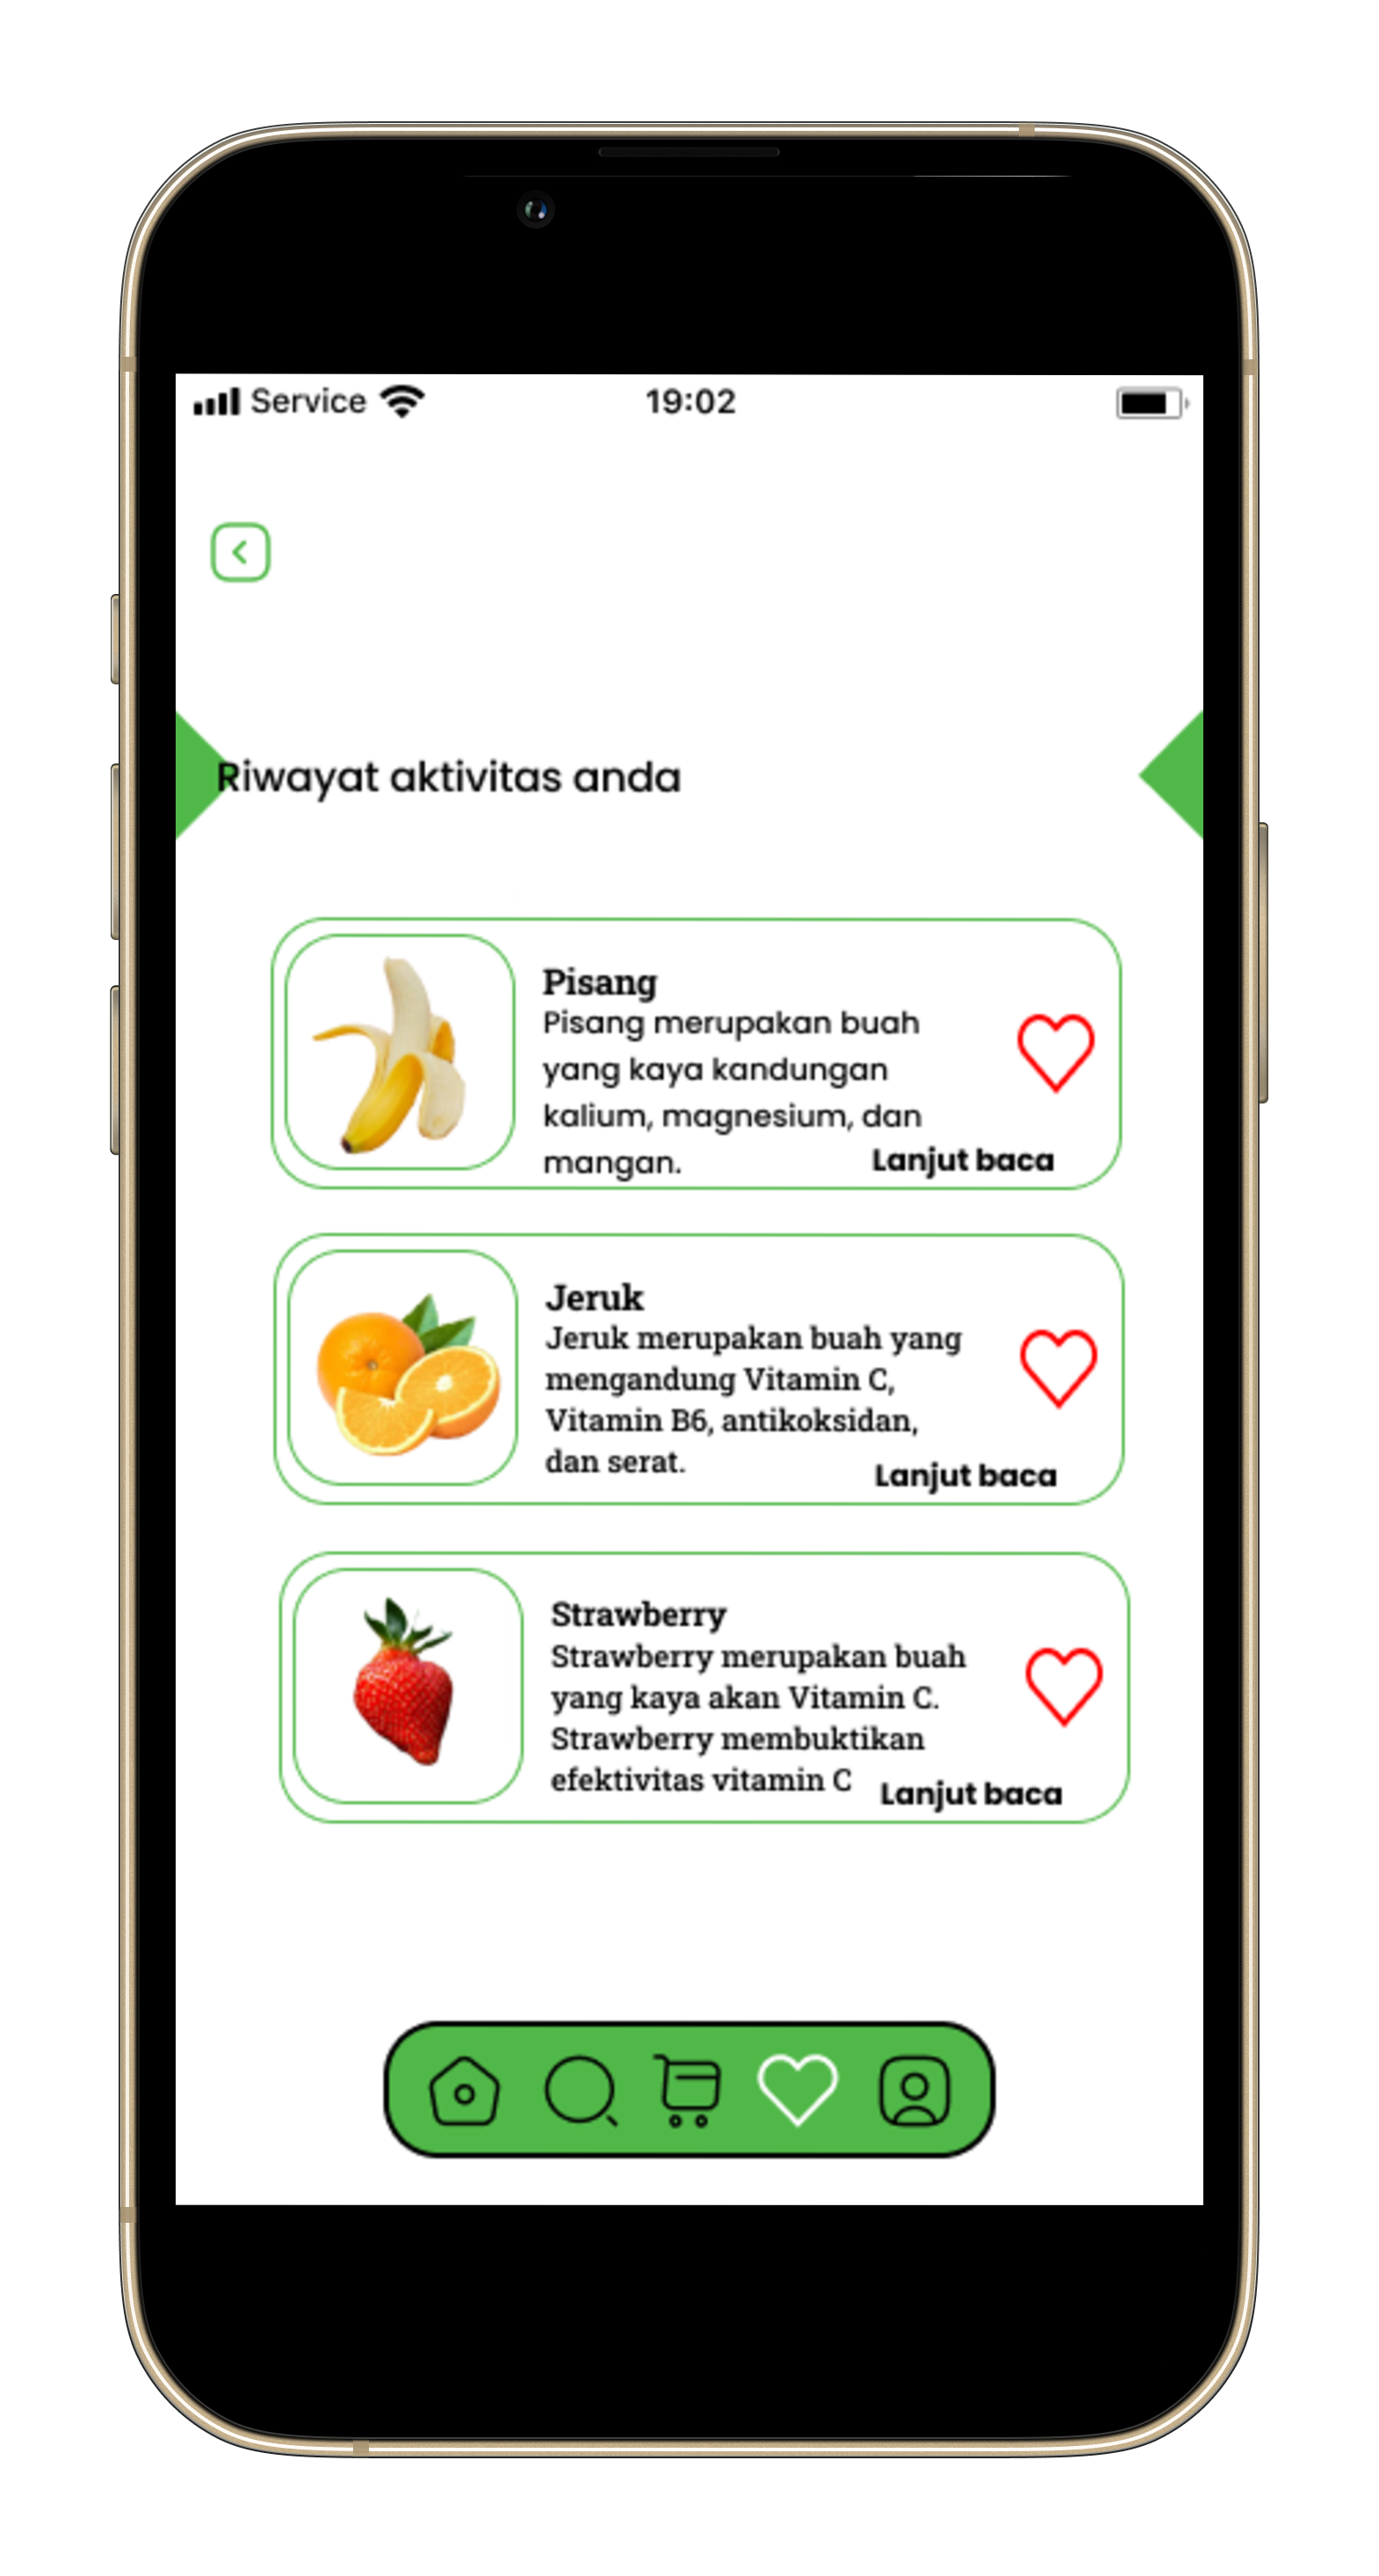 Service 19:02
Riwayat aktivitas anda
Pisang
Pisang merupakan buah
yang kaya kandungan
kalium, magnesium, dan
mangan.
Lanjut baca
Jeruk
Jeruk merupakan buah yang
mengandung Vitamin C,
Vitamin B6, antikoksidan,
dan serat.
Lanjut baca
Strawberry
Strawberry merupakan buah
yang kaya akan Vitamin C.
Strawberry membuktikan
efektivitas vitamin C
Lanjut baca